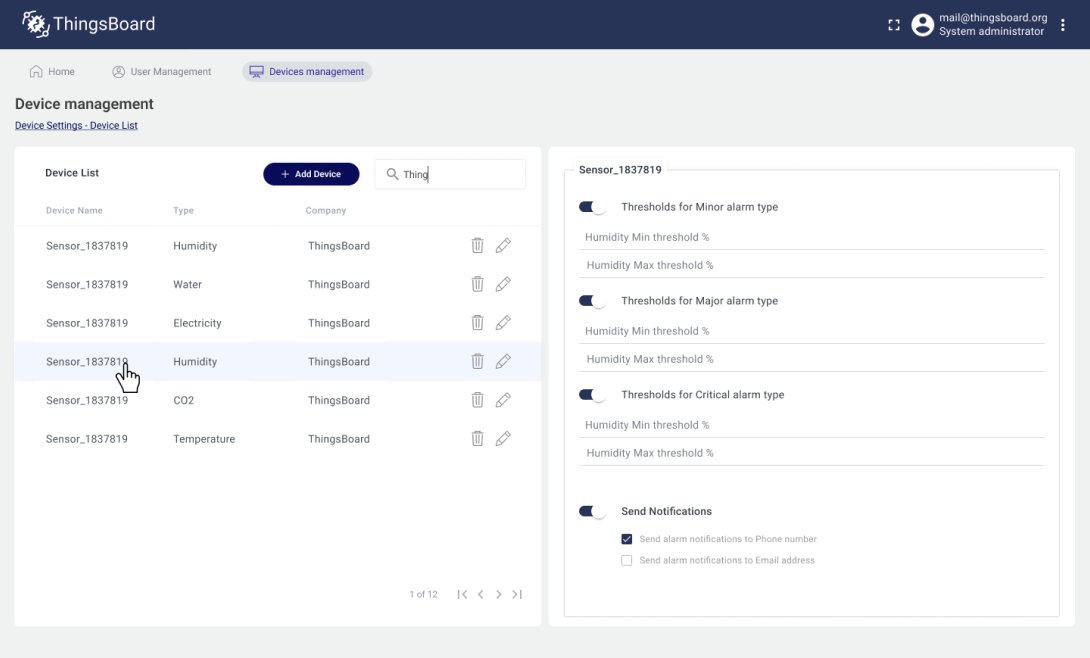 ThingsBoard
mail@thingsboard.org
System administrator
Home
User Management
Devices management
Device management
Device Settings - Device List
Device List
+ Add Device
Thing
Device Name Type Company
Sensor_1837819 Humidity ThingsBoard
Sensor_1837819 Water ThingsBoard
Sensor_1837819 Electricity ThingsBoard
Sensor_1837819 Humidity ThingsBoard
Sensor_1837819 CO2 ThingsBoard
Sensor_1837819 Temperature ThingsBoard
1 of 12
Sensor_1837819
Thresholds for Minor alarm type
Humidity Min threshold %
Humidity Max threshold %
Thresholds for Major alarm type
Humidity Min threshold %
Humidity Max threshold %
Thresholds for Critical alarm type
Humidity Min threshold %
Humidity Max threshold %
Send Notifications
Send alarm notifications to Phone number
Send alarm notifications to Email address